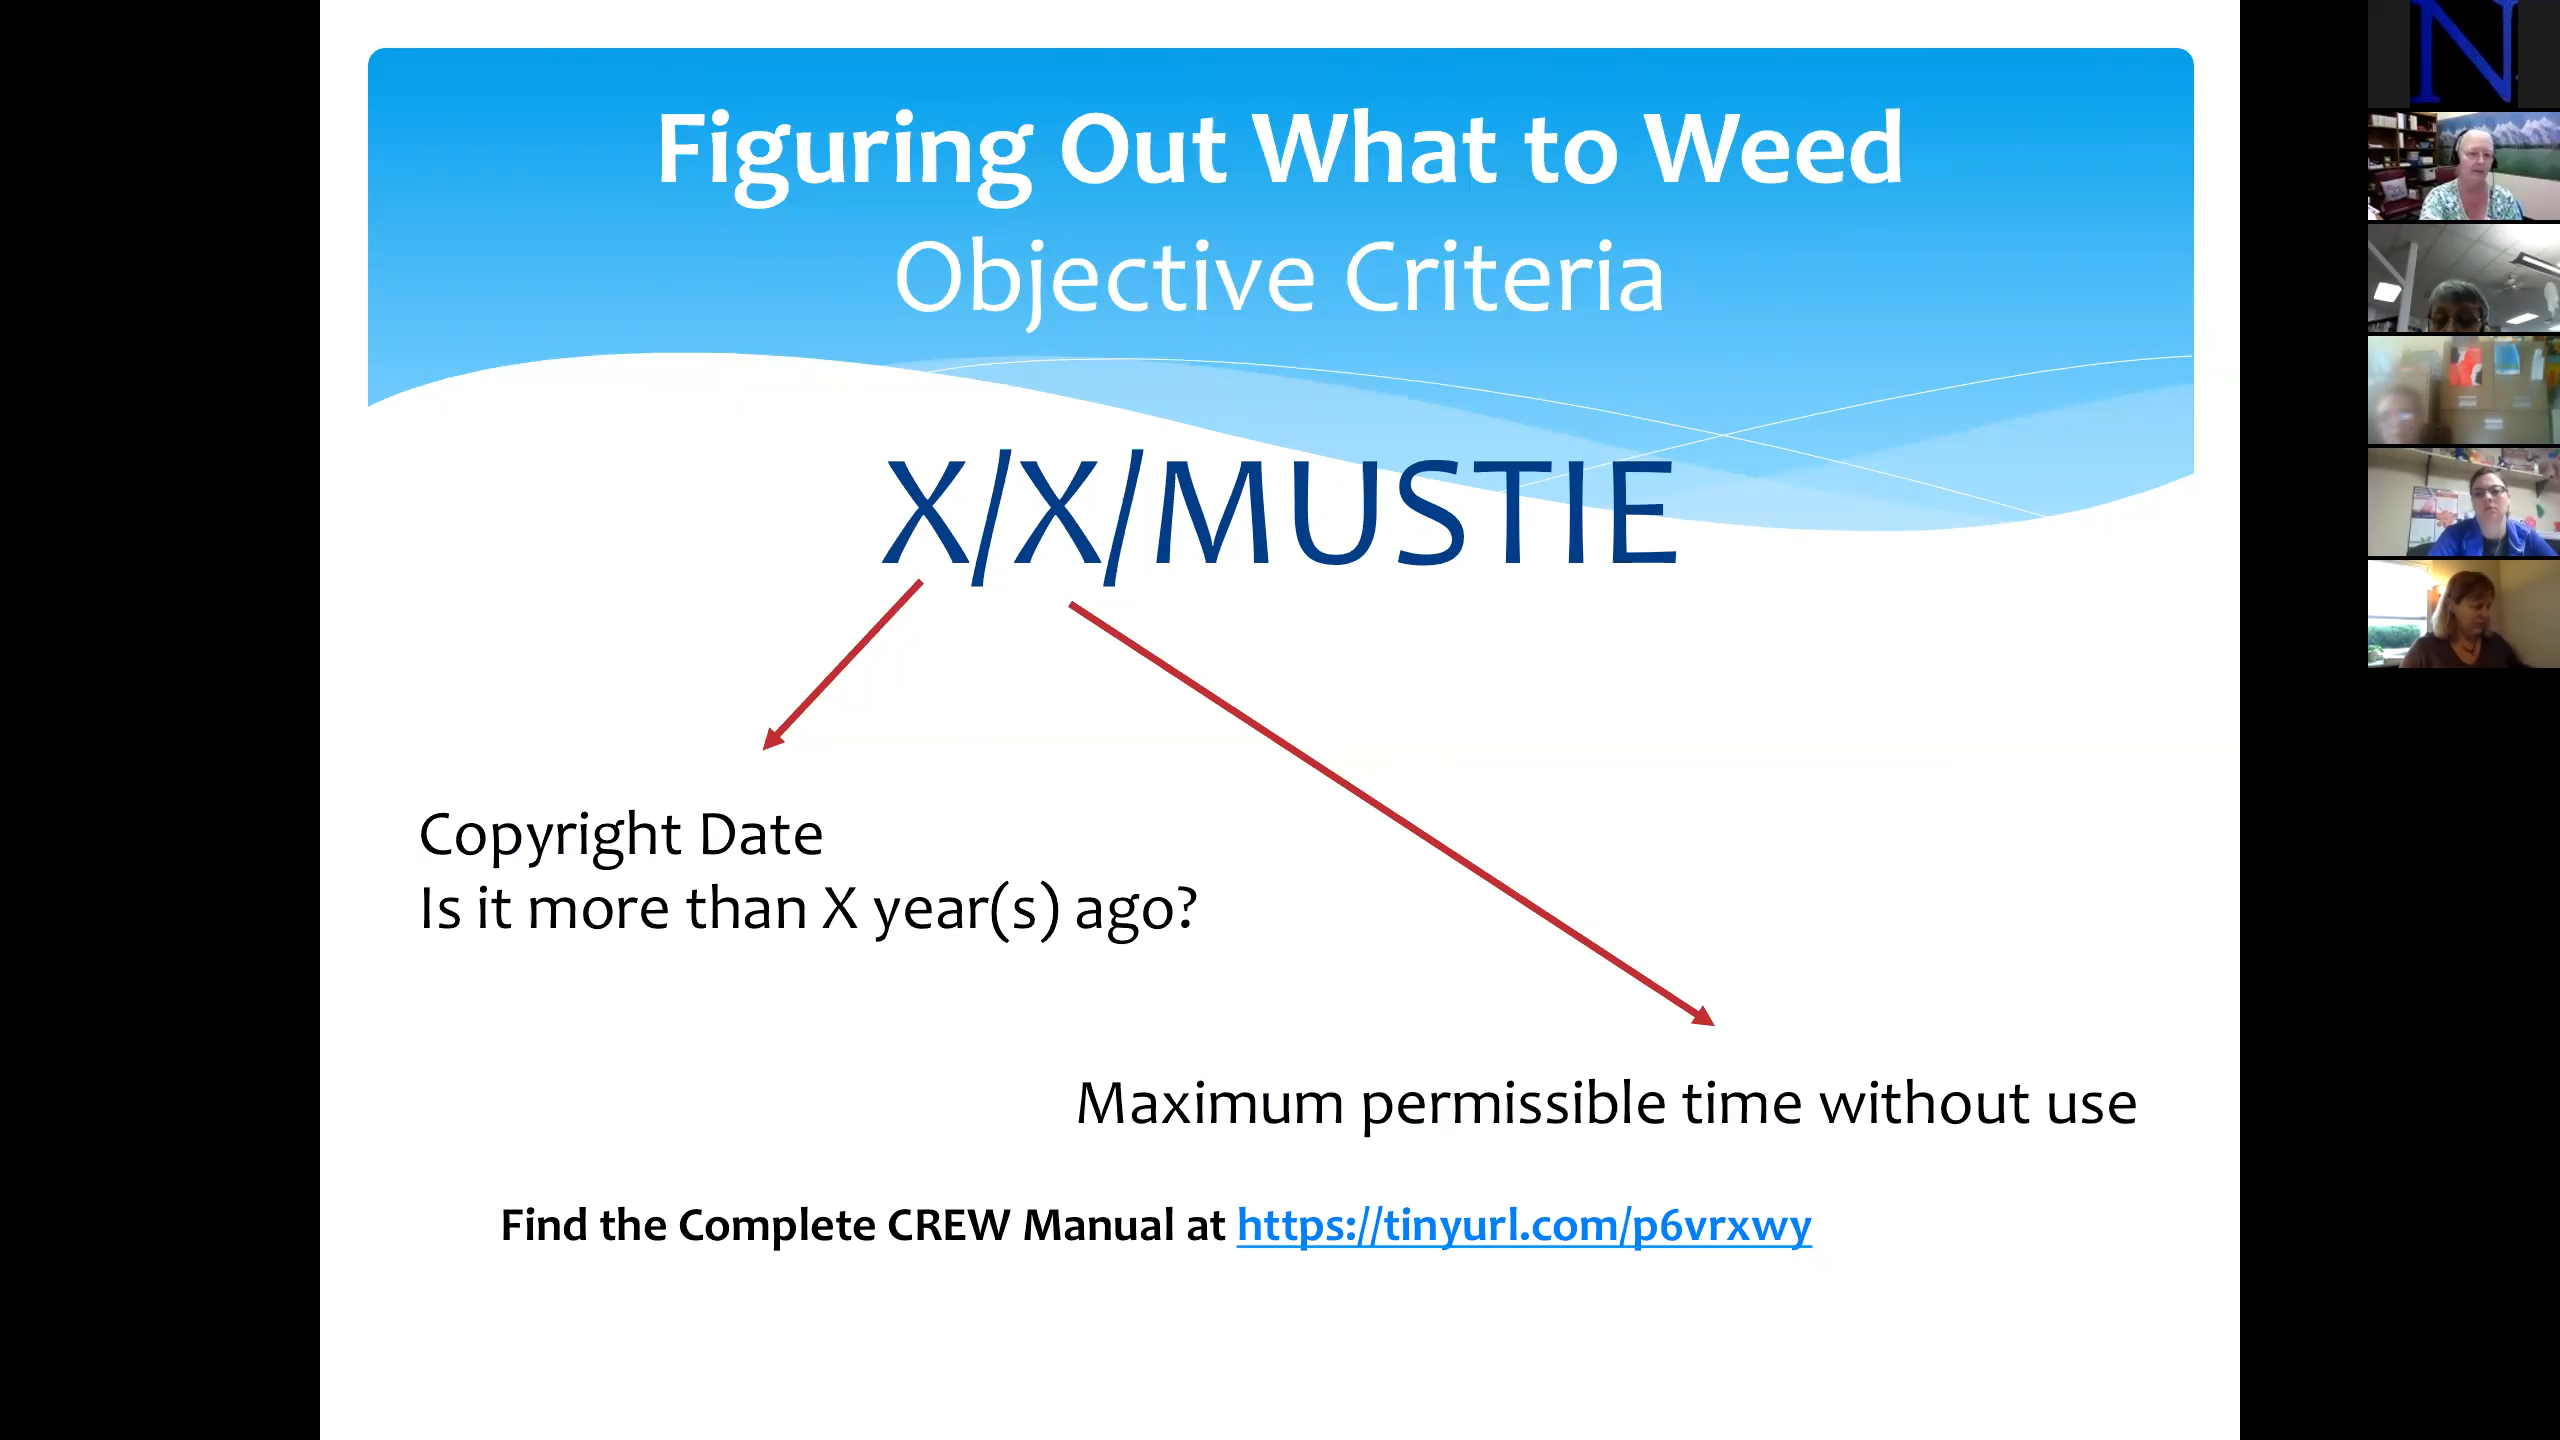 Figuring Out What to Weed
Objective Criteria
X/X/MUSTIE
Copyright Date
Is it more than X year(s) ago?
Maximum permissible time without use
Find the Complete CREW Manual at https://tinyurl.com/p6vrxwy
N